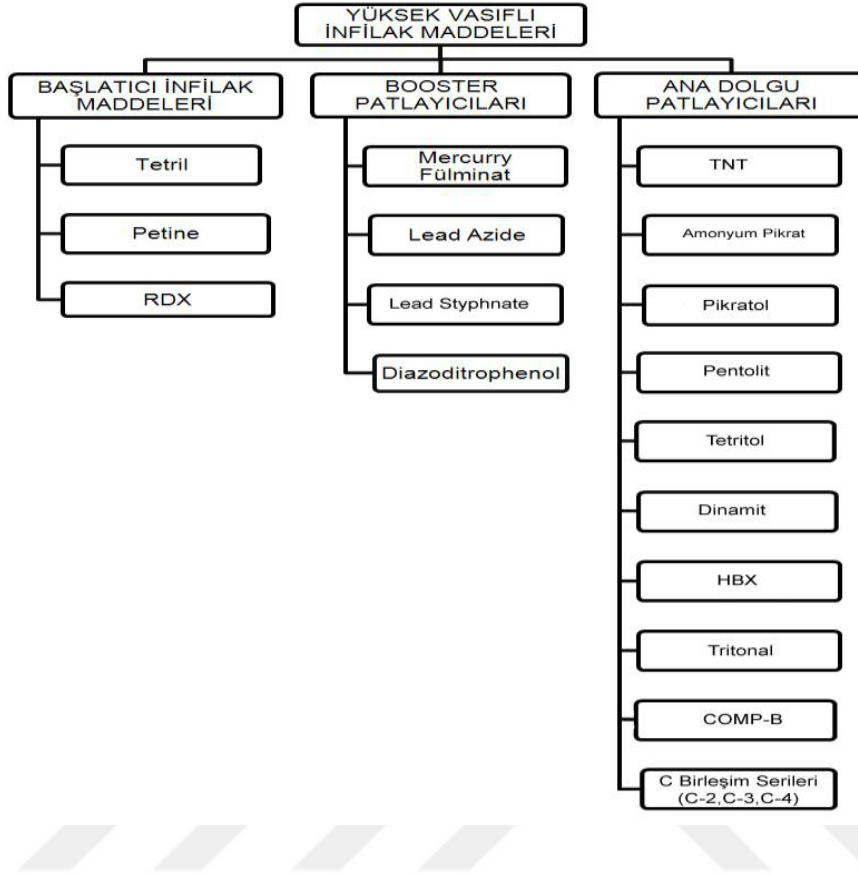 YÜKSEK VASIFLI
İNFİLAK MADDELERİ
BAŞLATICI İNFİLAK
MADDELERİ
Tetril
Petine
RDX
BOOSTER
PATLAYICILARI
Mercurry
Fülminat
Lead Azide
Lead Styphnate
Diazoditrophenol
ANA DOLGU
PATLAYICILARI
TNT
Amonyum Pikrat
Pikratol
Pentolit
Tetritol
Dinamit
HBX
Tritonal
COMP-B
C Birleşim Serileri
(C-2,C-3,C-4)